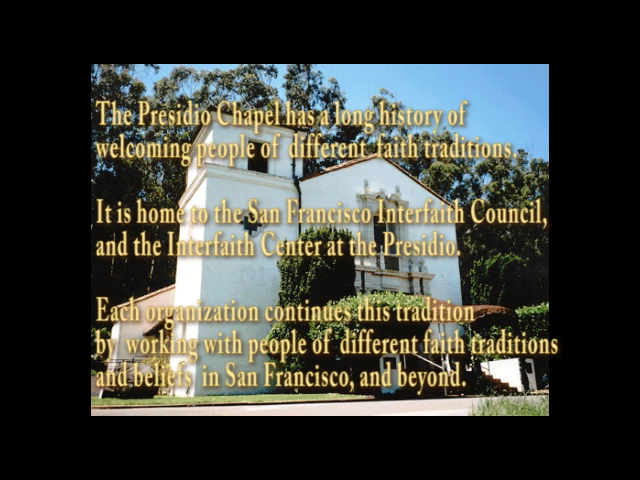 The Presidio Chapel has a long history of
welcoming people of different faith traditions.
It is home to the San Francisco Interfaith Council,
and the Interfaith Center at the Presidio.
Each organization continues this tradition
by working with people of different faith traditions
and beliefs in San Francisco, and beyond.